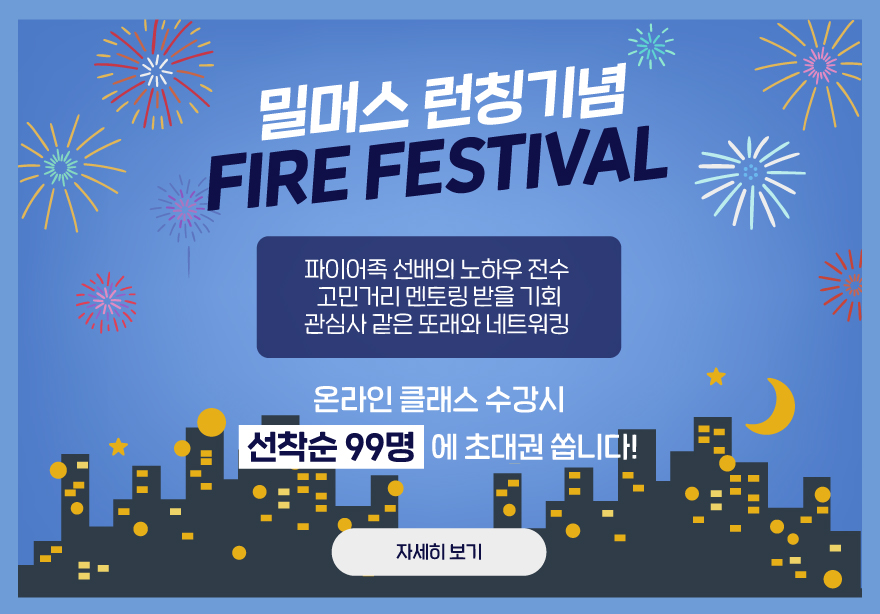 밀머스 런칭기념
FIRE FESTIVAL
파이어족 선배의 노하우 전수
고민거리 멘토링 받을 기회
관심사 같은 또래와 네트워킹
온라인 클래스 수강시
선착순 99명 에 초대권 쏩니다!
자세히 보기